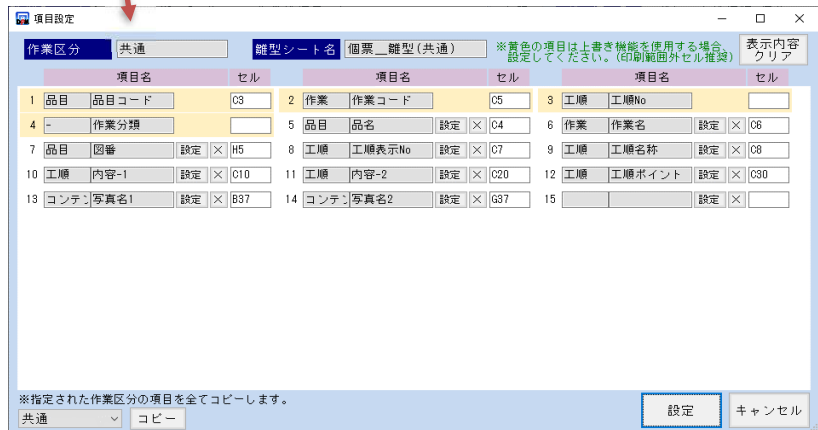 項目設定
作業区分 共通 雛型シート名 個票__雛型(共通) ※黄色の項目は上書き機能を使用する場合、設定してください。(印刷範囲外セル推奨) 表示内容クリア
項目名 セル 項目名 セル 項目名 セル
1 品目 品目コード C3 2 作業 作業コード C5 3 工順 工順No
4 - 作業分類 5 品目 品名 設定 × C4 6 作業 作業名 設定 × C6
7 品目 図番 設定 × H5 8 工順 工順表示No 設定 × C7 9 工順 工順名称 設定 × C8
10 工順 内容-1 設定 × C10 11 工順 内容-2 設定 × C20 12 工順 工順ポイント 設定 × C30
13 コンテン 写真名1 設定 × B37 14 コンテン 写真名2 設定 × G37 15 設定 ×
※指定された作業区分の項目を全てコピーします。
共通 コピー 設定 キャンセル